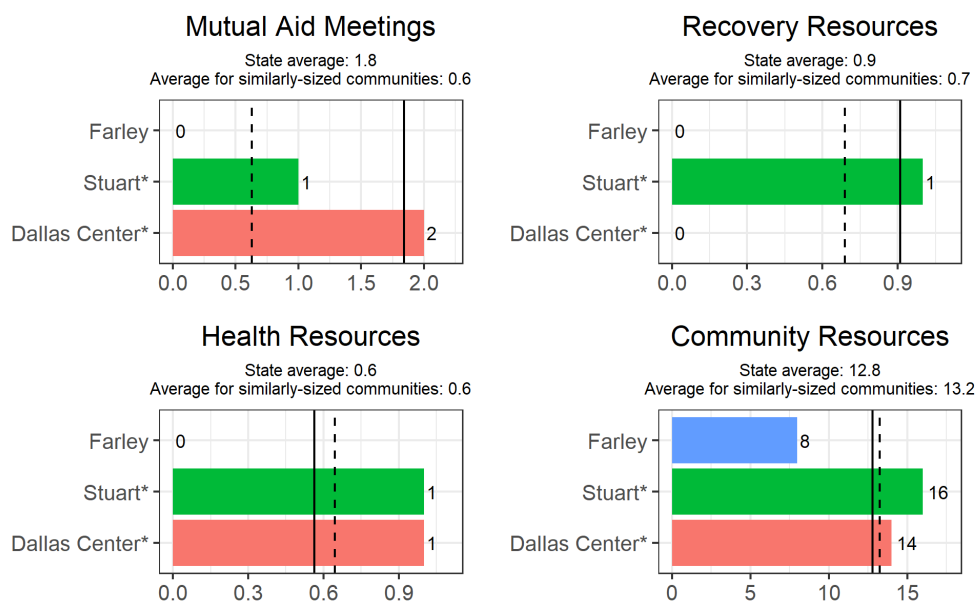 Mutual Aid Meetings
State average: 1.8
Average for similarly-sized communities: 0.6
Farley
0
Stuart*
1
Dallas Center*
2
0.0 0.5 1.0 1.5 2.0
Recovery Resources
State average: 0.9
Average for similarly-sized communities: 0.7
Farley
0
Stuart*
1
Dallas Center*
0
0.0 0.3 0.6 0.9
Health Resources
State average: 0.6
Average for similarly-sized communities: 0.6
Farley
0
Stuart*
1
Dallas Center*
1
0.0 0.3 0.6 0.9
Community Resources
State average: 12.8
Average for similarly-sized communities: 13.2
Farley
8
Stuart*
16
Dallas Center*
14
0 5 10 15